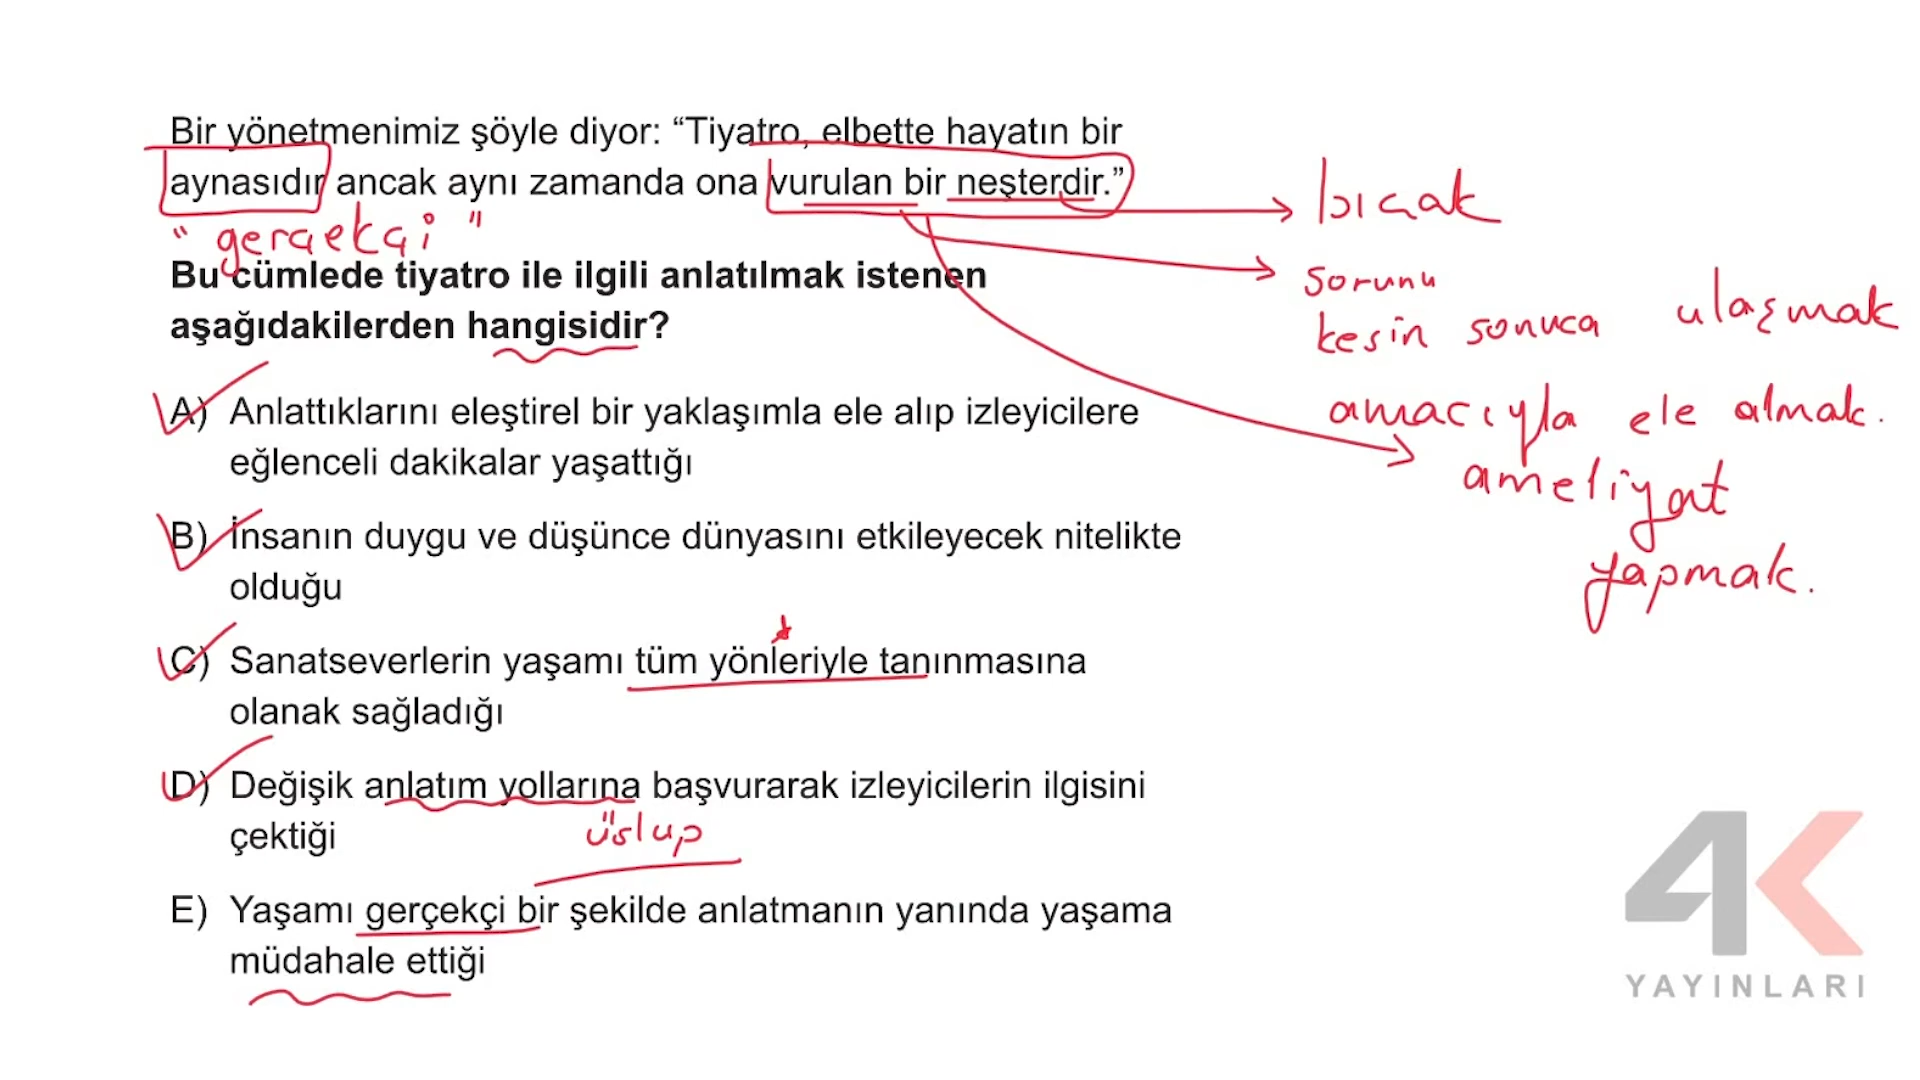 Bir yönetmenimiz şöyle diyor: “Tiyatro, elbette hayatın bir
aynasıdır ancak aynı zamanda ona vurulan bir neşterdir.”
"gerçekçi"
bıçak
Bu cümlede tiyatro ile ilgili anlatılmak istenen
aşağıdakilerden hangisidir?
sorunu
kesin sonuca ulaşmak
amacıyla ele almak.
ameliyat
yapmak.
A) Anlattıklarını eleştirel bir yaklaşımla ele alıp izleyicilere
eğlenceli dakikalar yaşattığı
B) İnsanın duygu ve düşünce dünyasını etkileyecek nitelikte
olduğu
C) Sanatseverlerin yaşamı tüm yönleriyle tanınmasına
olanak sağladığı
D) Değişik anlatım yollarına başvurarak izleyicilerin ilgisini
çektiği
üslup
E) Yaşamı gerçekçi bir şekilde anlatmanın yanında yaşama
müdahale ettiği
4K
YAYINLARI